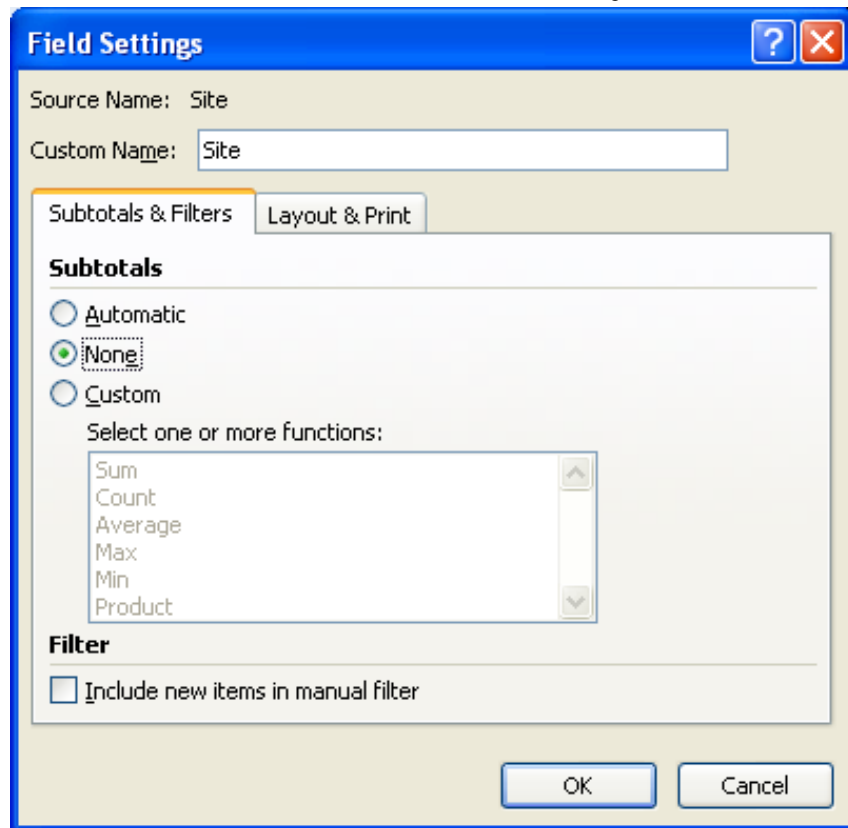 Field Settings
Source Name: Site
Custom Name: Site
Subtotals & Filters Layout & Print
Subtotals
Automatic
None
Custom
Select one or more functions:
Sum
Count
Average
Max
Min
Product
Filter
Include new items in manual filter
OK Cancel